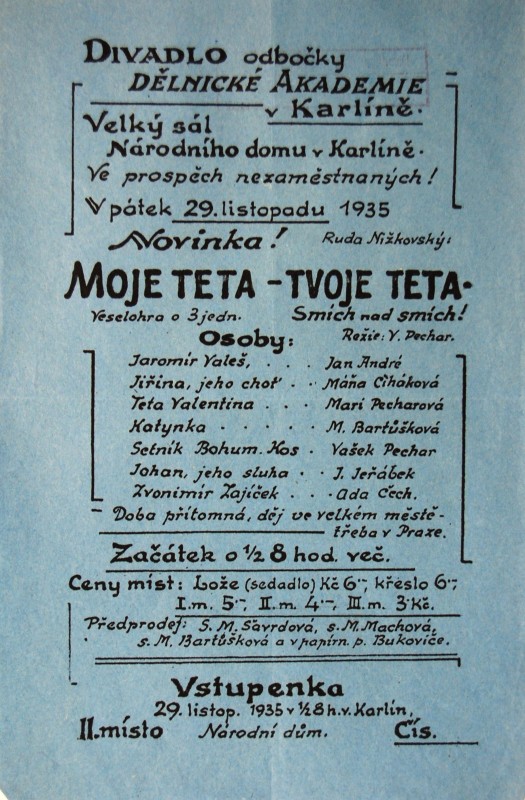 DIVADLO odbočky
DĚLNICKÉ AKADEMIE
v Karlíně.
Velký sál
Národního domu v Karlíně.
Ve prospěch nezaměstnaných!
V pátek 29. listopadu 1935
Novinka! Ruda Nižkovský:
MOJE TETA - TVOJE TETA.
Veselohra o 3 jedn. Smích nad smích!
Osoby: Režie: V. Pechar.
Jaromír Valeš, . . . Jan André
Jiřina, jeho choť . . Máňa Ciháková
Teta Valentina . . . Mari Pecharová
Katynka . . . . . M. Bartůšková
Setník Bohum. Kos . Vašek Pechar
Johan, jeho sluha . . J. Jeřábek
Zvonimír Zajíček . . . Ada Čech.
Doba přítomná, děj ve velkém městě -
třeba v Praze.
Začátek o ½ 8 hod. več.
Ceny míst: Lože (sedadlo) Kč 6·-, křeslo 6·-,
I.m. 5·-, II.m. 4·-, III.m. 3 Kč.
Předprodej: S. M. Savrdová, s. M. Machová,
s. M. Bartůšková a v papírn. p. Bukoviče.
Vstupenka
29. listop. 1935 v ½8 h. v. Karlín,
II. místo Národní dům. Čís.